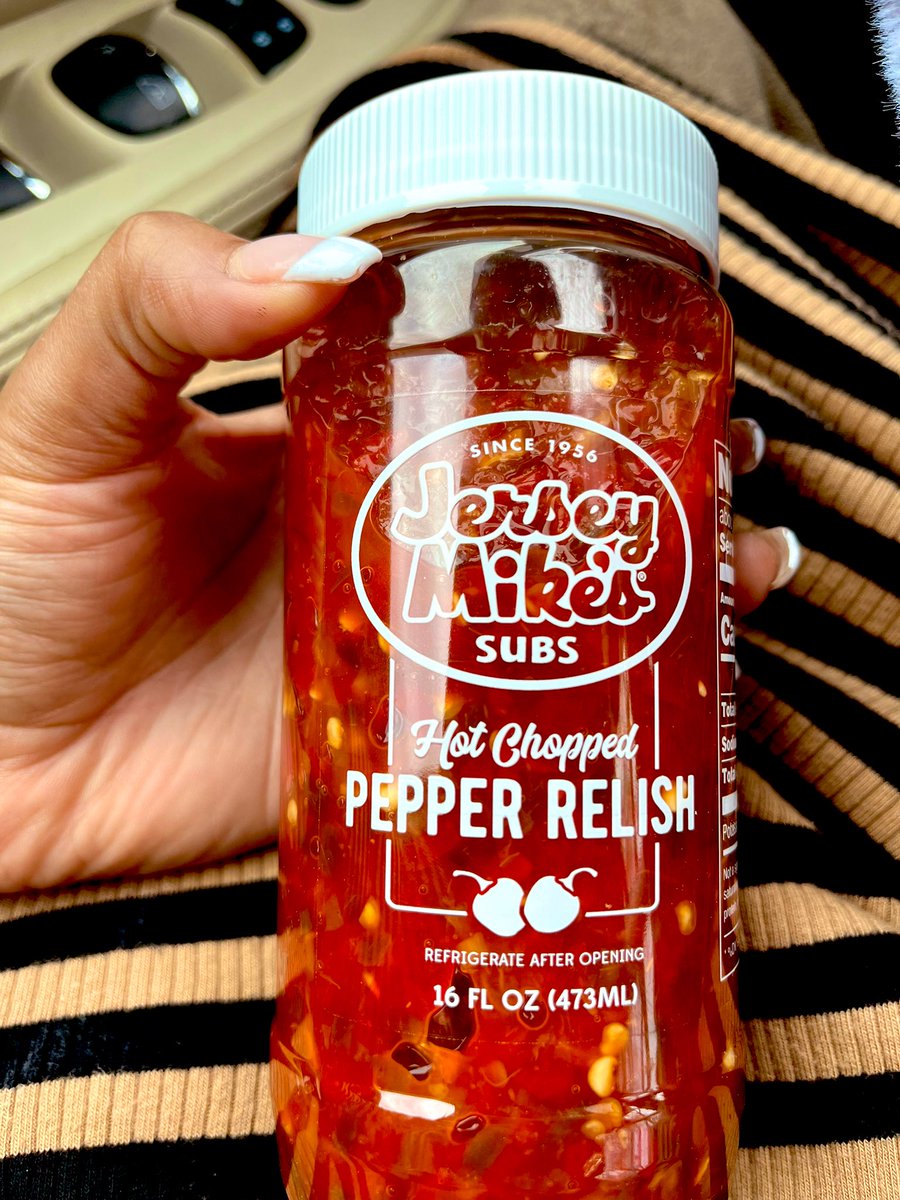 SINCE 1956
Jersey
Mike's®
SUBS
Hot Chopped
PEPPER RELISH
REFRIGERATE AFTER OPENING
16 FL OZ (473ML)